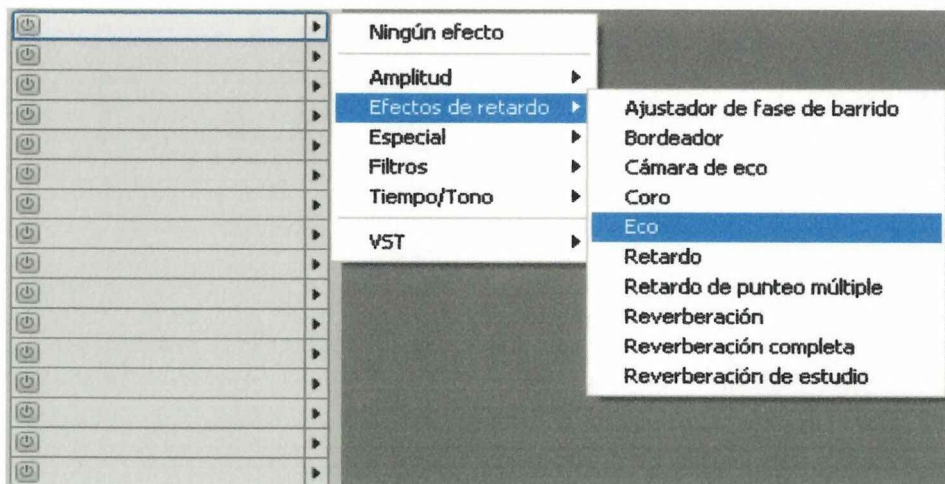 Ningún efecto
Amplitud
Efectos de retardo
Especial
Filtros
Tiempo/Tono
VST
Ajustador de fase de barrido
Bordeador
Cámara de eco
Coro
Eco
Retardo
Retardo de punteo múltiple
Reverberación
Reverberación completa
Reverberación de estudio